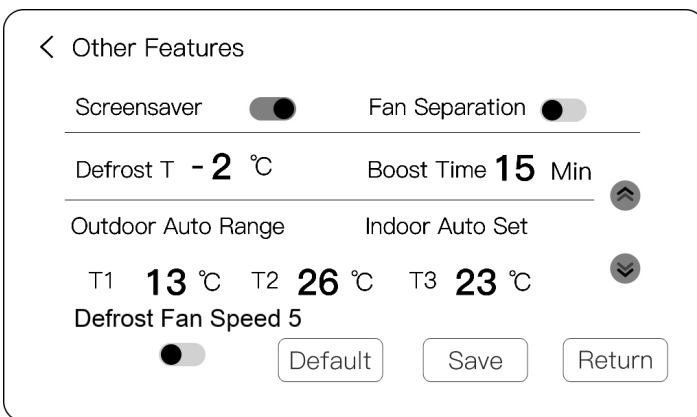 Other Features
Screensaver Fan Separation
Defrost T -2 ℃ Boost Time 15 Min
Outdoor Auto Range Indoor Auto Set
T1 13 ℃ T2 26 ℃ T3 23 ℃
Defrost Fan Speed 5
Default Save Return